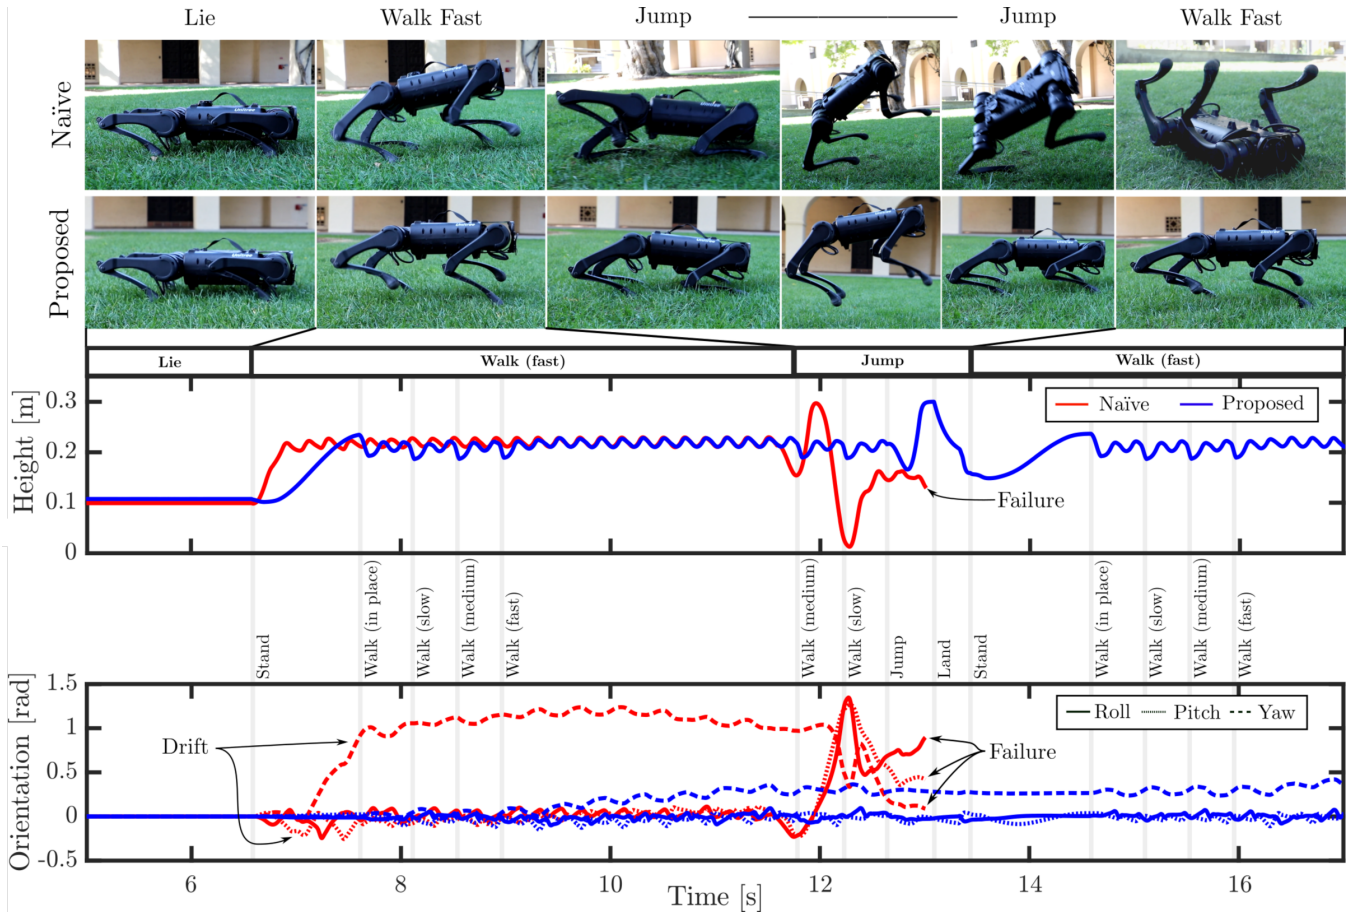 Lie
Walk Fast
Jump
Jump
Walk Fast
Naïve
Proposed
Lie
Walk (fast)
Jump
Walk (fast)
Height [m]
0.3
0.2
0.1
0
Naïve
Proposed
Failure
Stand
Walk (in place)
Walk (slow)
Walk (medium)
Walk (fast)
Walk (medium)
Walk (slow)
Jump
Land
Stand
Walk (in place)
Walk (slow)
Walk (medium)
Walk (fast)
Orientation [rad]
1.5
1
0.5
0
-0.5
Roll
Pitch
Yaw
Drift
Failure
6
8
10
12
14
16
Time [s]